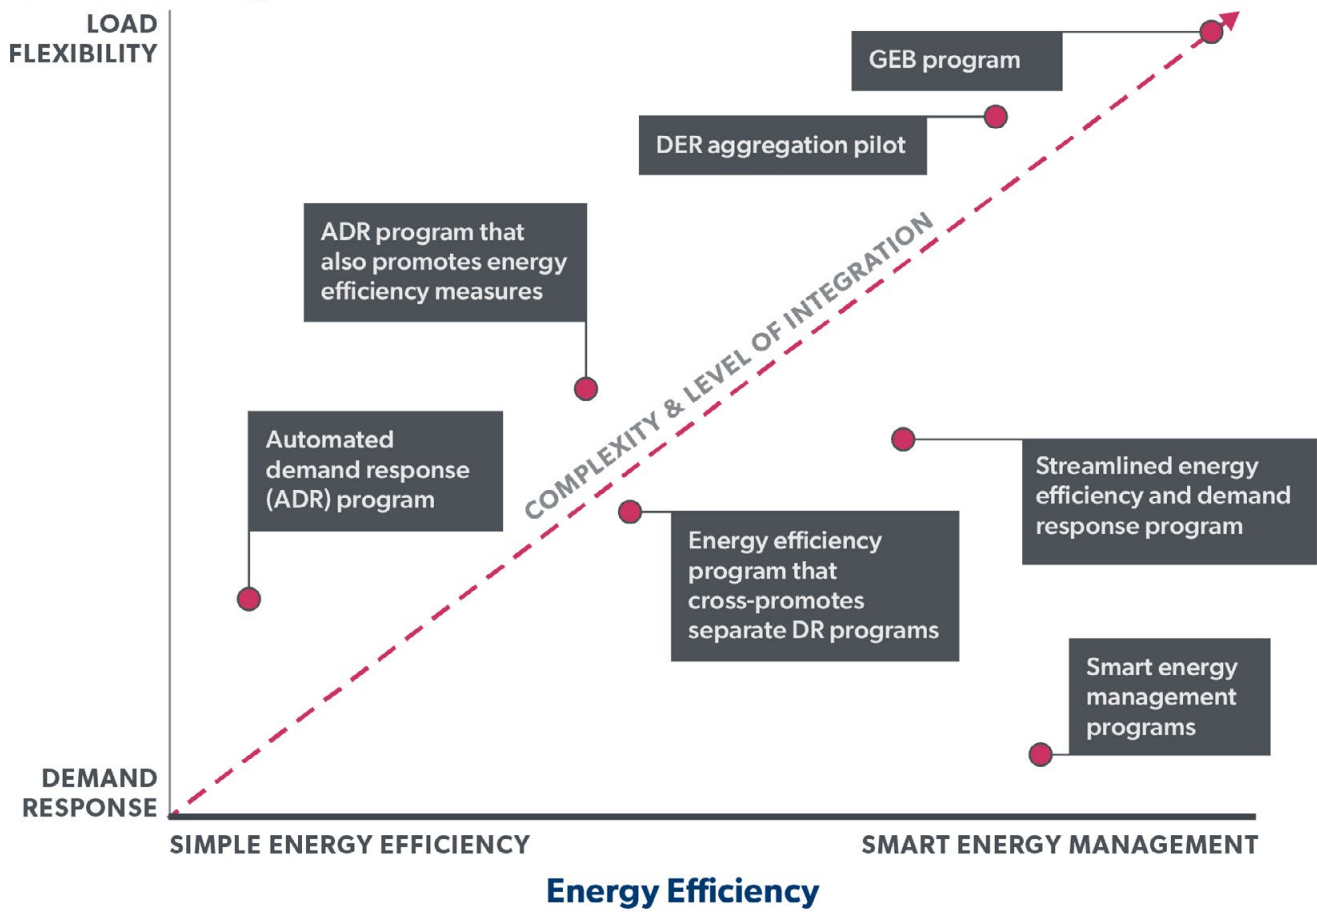 LOAD
FLEXIBILITY
GEB program
DER aggregation pilot
ADR program that
also promotes energy
efficiency measures
COMPLEXITY & LEVEL OF INTEGRATION
Automated
demand response
(ADR) program
Streamlined energy
efficiency and demand
response program
Energy efficiency
program that
cross-promotes
separate DR programs
Smart energy
management
programs
DEMAND
RESPONSE
SIMPLE ENERGY EFFICIENCY
SMART ENERGY MANAGEMENT
Energy Efficiency